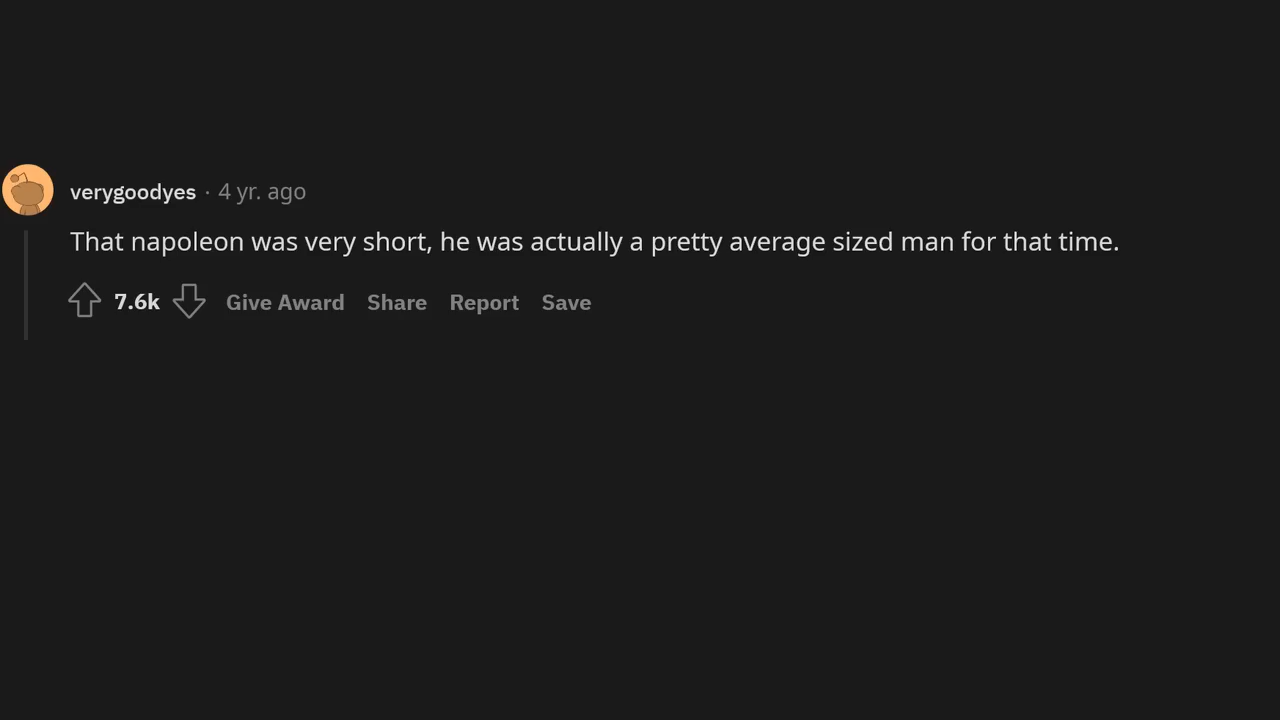 verygoodyes · 4 yr. ago
That napoleon was very short, he was actually a pretty average sized man for that time.
7.6k Give Award Share Report Save